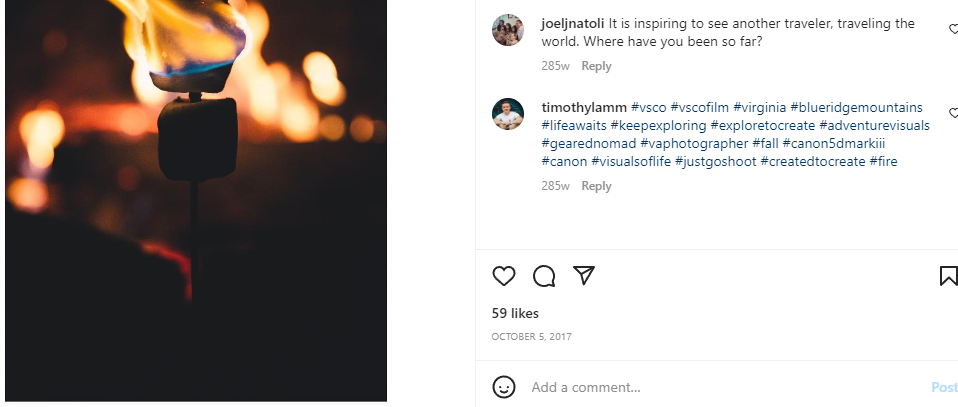 joeljnatoli It is inspiring to see another traveler, traveling the
world. Where have you been so far?
285w Reply
timothylamm #vsco #vscofilm #virginia #blueridgemountains
#lifeawaits #keepexploring #exploretocreate #adventurevisuals
#gearednomad #vaphotographer #fall #canon5dmarkiii
#canon #visualsoflife #justgoshoot #createdtocreate #fire
285w Reply
59 likes
OCTOBER 5, 2017
Add a comment...
Post